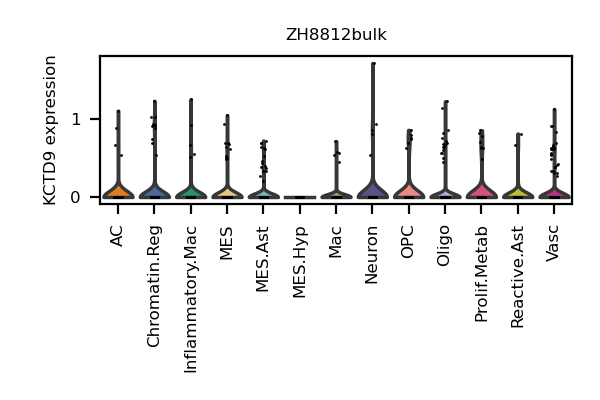 ZH8812bulk
KCTD9 expression
1
0
AC
Chromatin.Reg
Inflammatory.Mac
MES
MES.Ast
MES.Hyp
Mac
Neuron
OPC
Oligo
Prolif.Metab
Reactive.Ast
Vasc